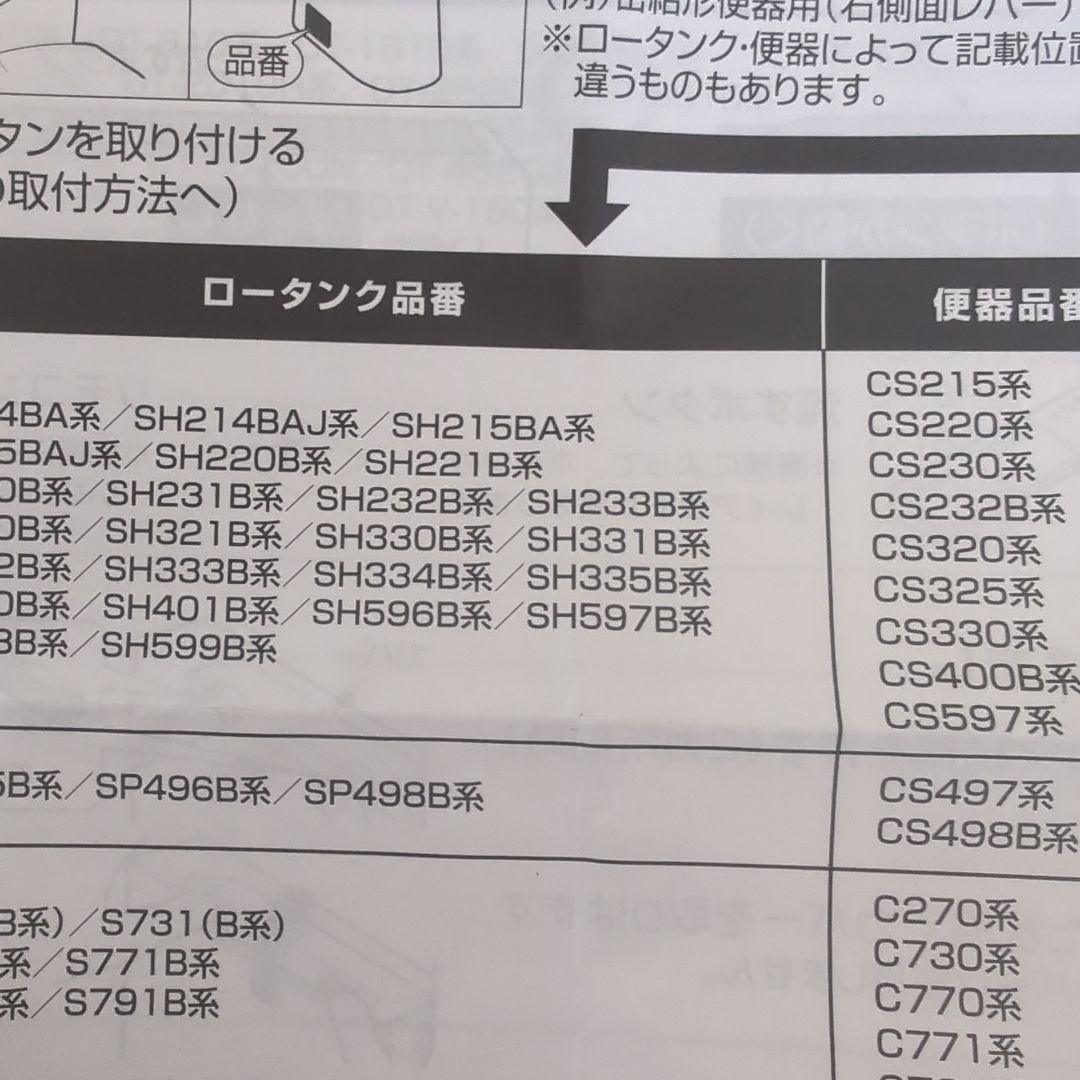 品番
(例)密結形便器用(右側面レバー)
※ロータンク・便器によって記載位置
違うものもあります。
タンを取り付ける
取付方法へ)
ロータンク品番
便器品番
4BA系／SH214BAJ系／SH215BA系
5BAJ系／SH220B系／SH221B系
0B系／SH231B系／SH232B系／SH233B系
0B系／SH321B系／SH330B系／SH331B系
2B系／SH333B系／SH334B系／SH335B系
0B系／SH401B系／SH596B系／SH597B系
8B系／SH599B系
CS215系
CS220系
CS230系
CS232B系
CS320系
CS325系
CS330系
CS400B系
CS597系
5B系／SP496B系／SP498B系
CS497系
CS498B系
B系)／S731(B系)
系／S771B系
系／S791B系
C270系
C730系
C770系
C771系